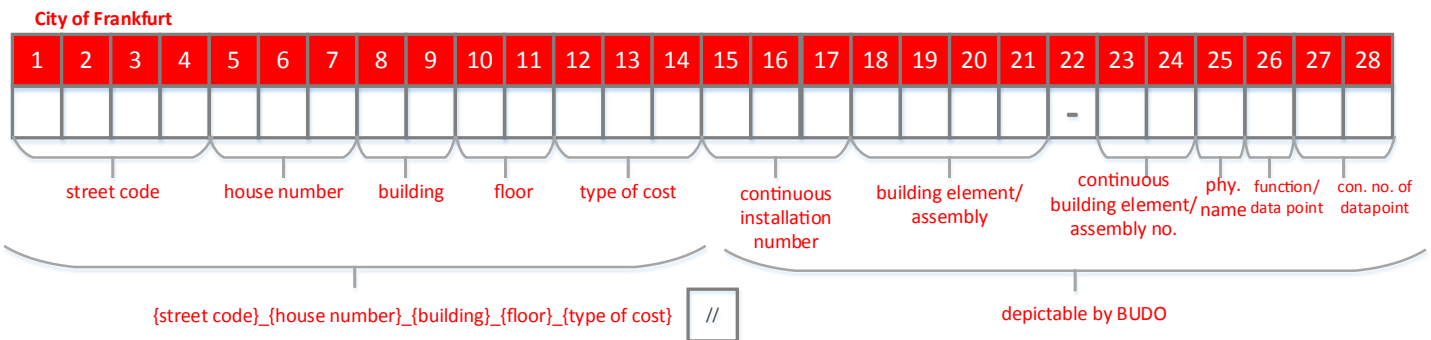 City of Frankfurt
1 2 3 4 5 6 7 8 9 10 11 12 13 14 15 16 17 18 19 20 21 22 23 24 25 26 27 28
-
street code
house number
building
floor
type of cost
continuous
installation
number
building element/
assembly
continuous
building element/
assembly no.
phy.
name
function/
data point
con. no. of
datapoint
{street code}_{house number}_{building}_{floor}_{type of cost}
//
depictable by BUDO